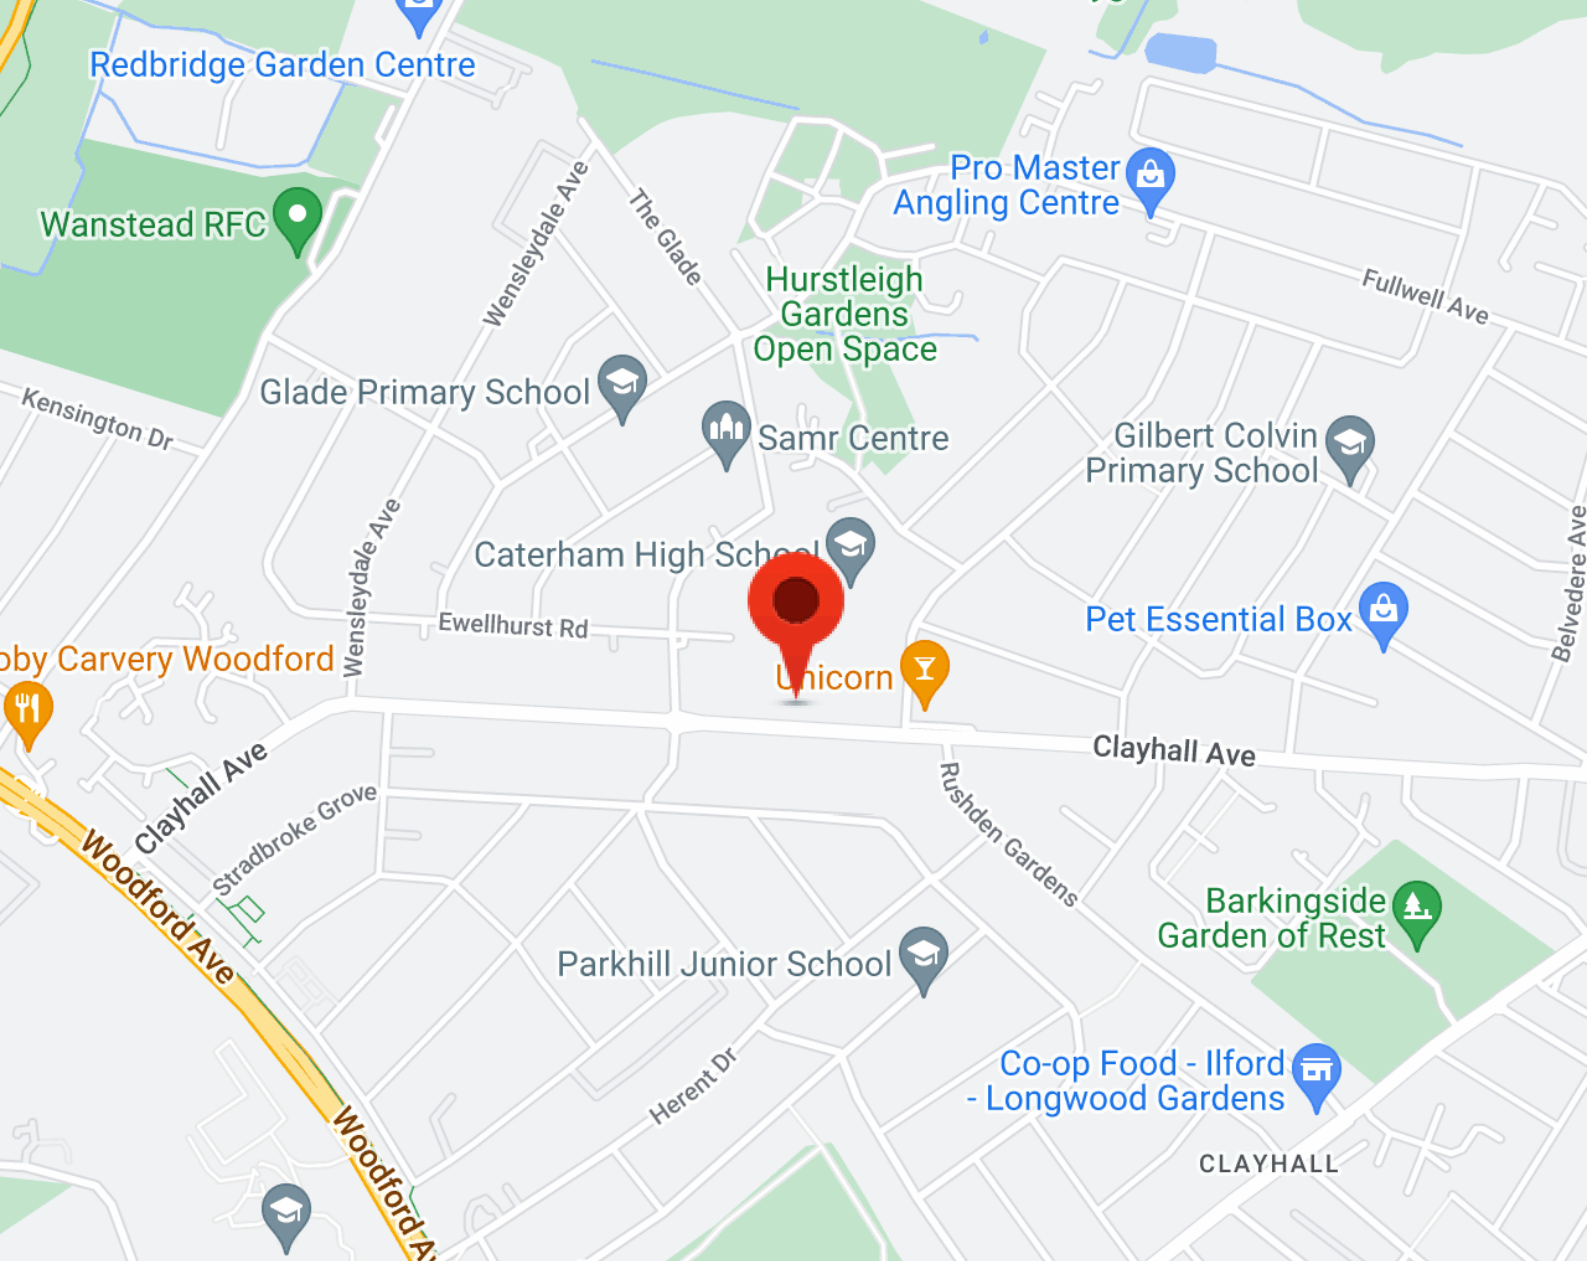 Redbridge Garden Centre
Wanstead RFC
Wensleydale Ave
The Glade
Pro Master
Angling Centre
Hurstleigh
Gardens
Open Space
Fullwell Ave
Kensington Dr
Glade Primary School
Samr Centre
Gilbert Colvin
Primary School
Wensleydale Ave
Caterham High School
Belvedere Ave
Ewellhurst Rd
Pet Essential Box
oby Carvery Woodford
Unicorn
Clayhall Ave
Clayhall Ave
Stradbroke Grove
Rushden Gardens
Woodford Ave
Barkingside
Garden of Rest
Parkhill Junior School
Herent Dr
Co-op Food - Ilford
- Longwood Gardens
Woodford Av
CLAYHALL